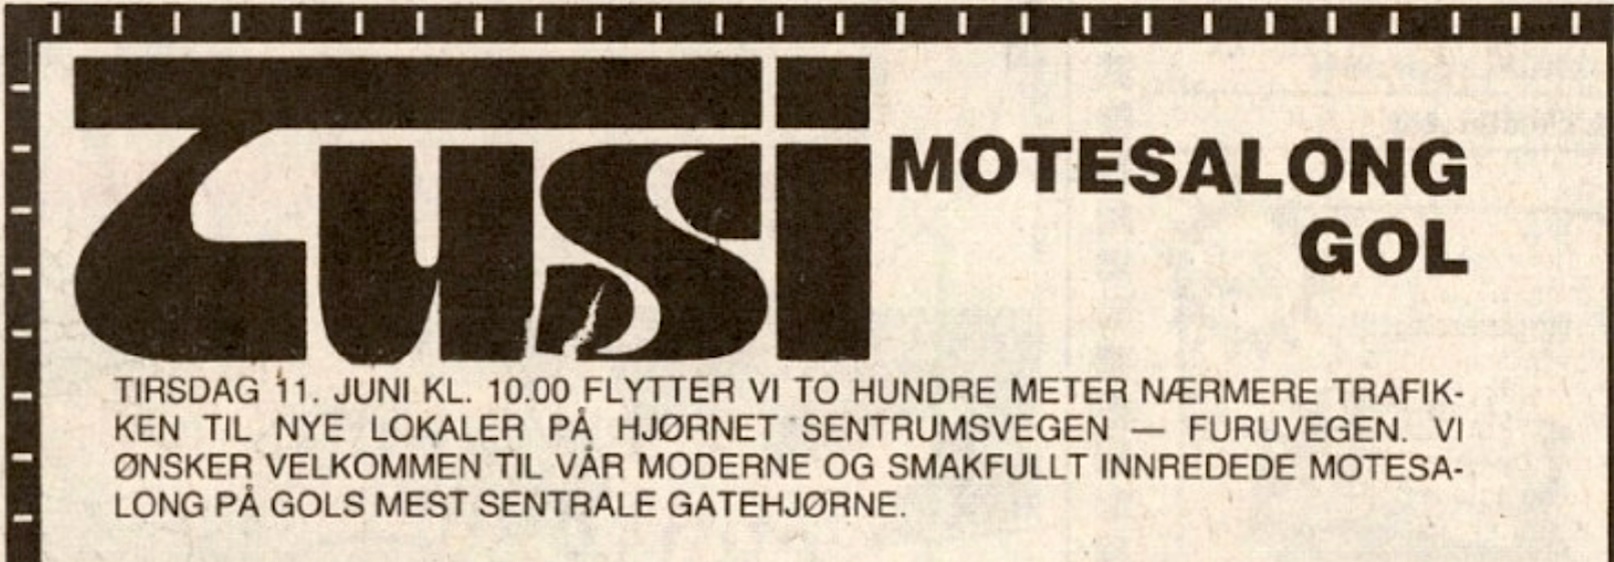 Tusi
MOTESALONG
GOL
TIRSDAG 11. JUNI KL. 10.00 FLYTTER VI TO HUNDRE METER NÆRMERE TRAFIK-
KEN TIL NYE LOKALER PÅ HJØRNET SENTRUMSVEGEN — FURUVEGEN. VI
ØNSKER VELKOMMEN TIL VÅR MODERNE OG SMAKFULLT INNREDEDE MOTESA-
LONG PÅ GOLS MEST SENTRALE GATEHJØRNE.